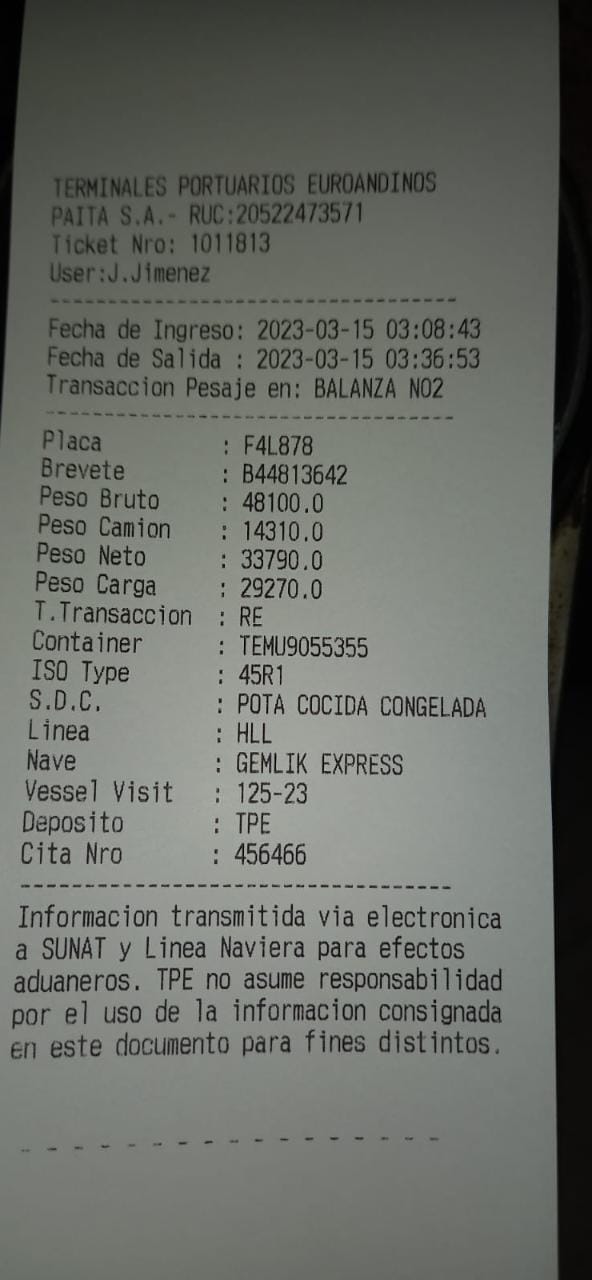 TERMINALES PORTUARIOS EUROANDINOS
PAITA S.A.- RUC:20522473571
Ticket Nro: 1011813
User:J.Jimenez
Fecha de Ingreso: 2023-03-15 03:08:43
Fecha de Salida : 2023-03-15 03:36:53
Transaccion Pesaje en: BALANZA NO2
Placa : F4L878
Brevete : B44813642
Peso Bruto : 48100.0
Peso Camion : 14310.0
Peso Neto : 33790.0
Peso Carga : 29270.0
T.Transaccion : RE
Container : TEMU9055355
ISO Type : 45R1
S.D.C. : POTA COCIDA CONGELADA
Linea : HLL
Nave : GEMLIK EXPRESS
Vessel Visit : 125-23
Deposito : TPE
Cita Nro : 456466
Informacion transmitida via electronica
a SUNAT y Linea Naviera para efectos
aduaneros. TPE no asume responsabilidad
por el uso de la informacion consignada
en este documento para fines distintos.